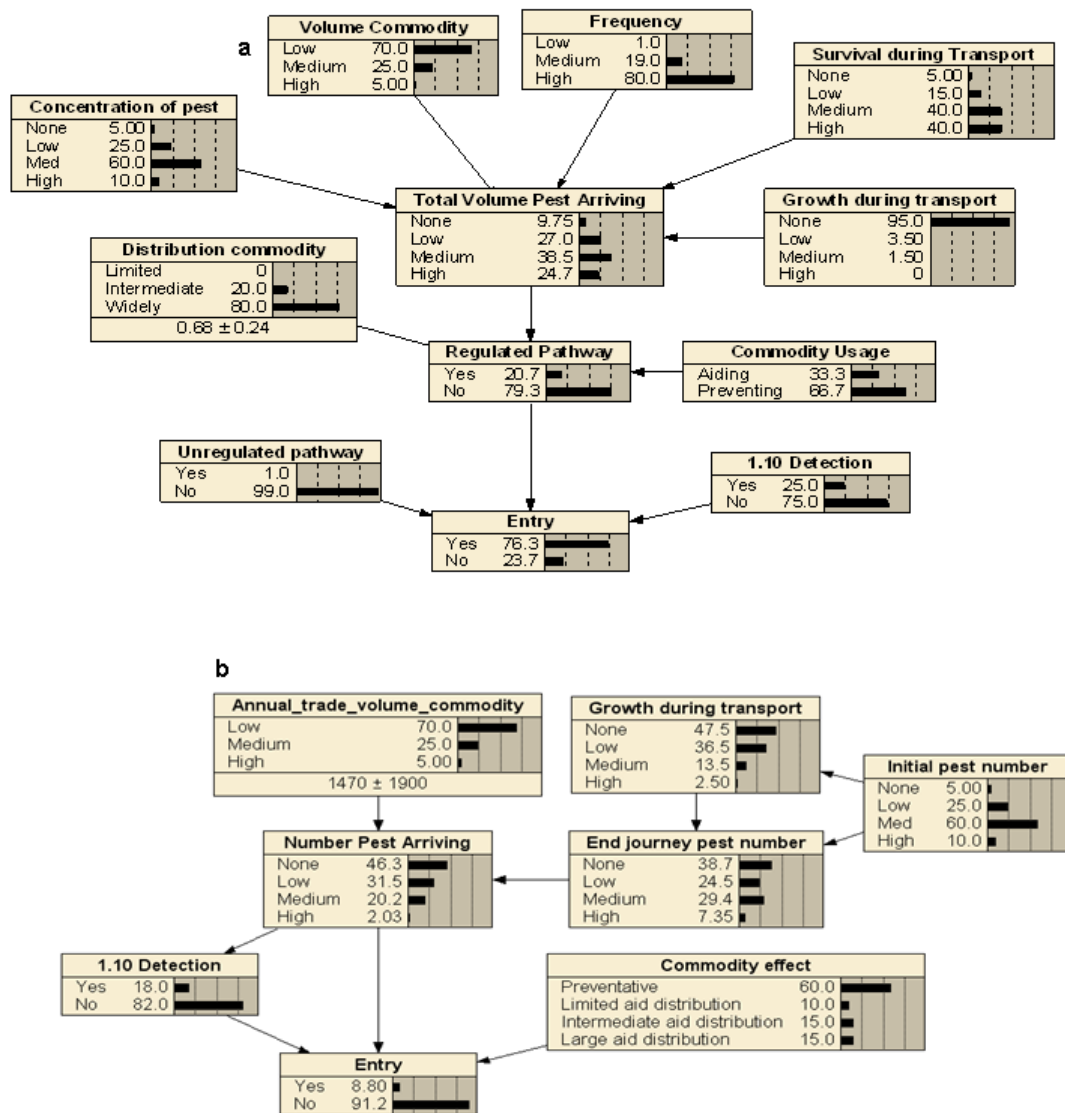 a
Volume Commodity
Low 70.0
Medium 25.0
High 5.00
Frequency
Low 1.0
Medium 19.0
High 80.0
Survival during Transport
None 5.00
Low 15.0
Medium 40.0
High 40.0
Concentration of pest
None 5.00
Low 25.0
Med 60.0
High 10.0
Total Volume Pest Arriving
None 9.75
Low 27.0
Medium 38.5
High 24.7
Growth during transport
None 95.0
Low 3.50
Medium 1.50
High 0
Distribution commodity
Limited 0
Intermediate 20.0
Widely 80.0
0.68 ± 0.24
Regulated Pathway
Yes 20.7
No 79.3
Commodity Usage
Aiding 33.3
Preventing 66.7
Unregulated pathway
Yes 1.0
No 99.0
1.10 Detection
Yes 25.0
No 75.0
Entry
Yes 76.3
No 23.7
b
Annual_trade_volume_commodity
Low 70.0
Medium 25.0
High 5.00
1470 ± 1900
Growth during transport
None 47.5
Low 36.5
Medium 13.5
High 2.50
Initial pest number
None 5.00
Low 25.0
Med 60.0
High 10.0
Number Pest Arriving
None 46.3
Low 31.5
Medium 20.2
High 2.03
End journey pest number
None 38.7
Low 24.5
Medium 29.4
High 7.35
1.10 Detection
Yes 18.0
No 82.0
Commodity effect
Preventative 60.0
Limited aid distribution 10.0
Intermediate aid distribution 15.0
Large aid distribution 15.0
Entry
Yes 8.80
No 91.2